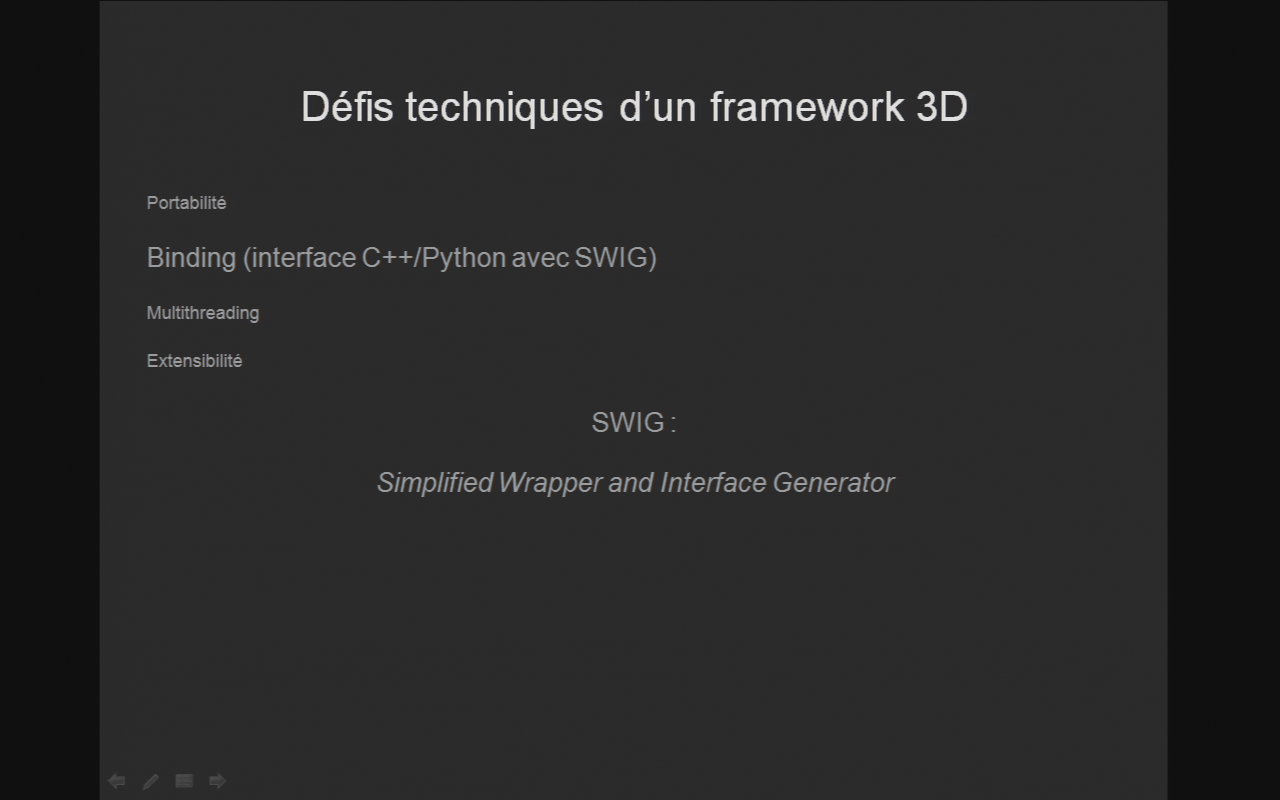 Défis techniques d’un framework 3D
Portabilité
Binding (interface C++/Python avec SWIG)
Multithreading
Extensibilité
SWIG :
Simplified Wrapper and Interface Generator